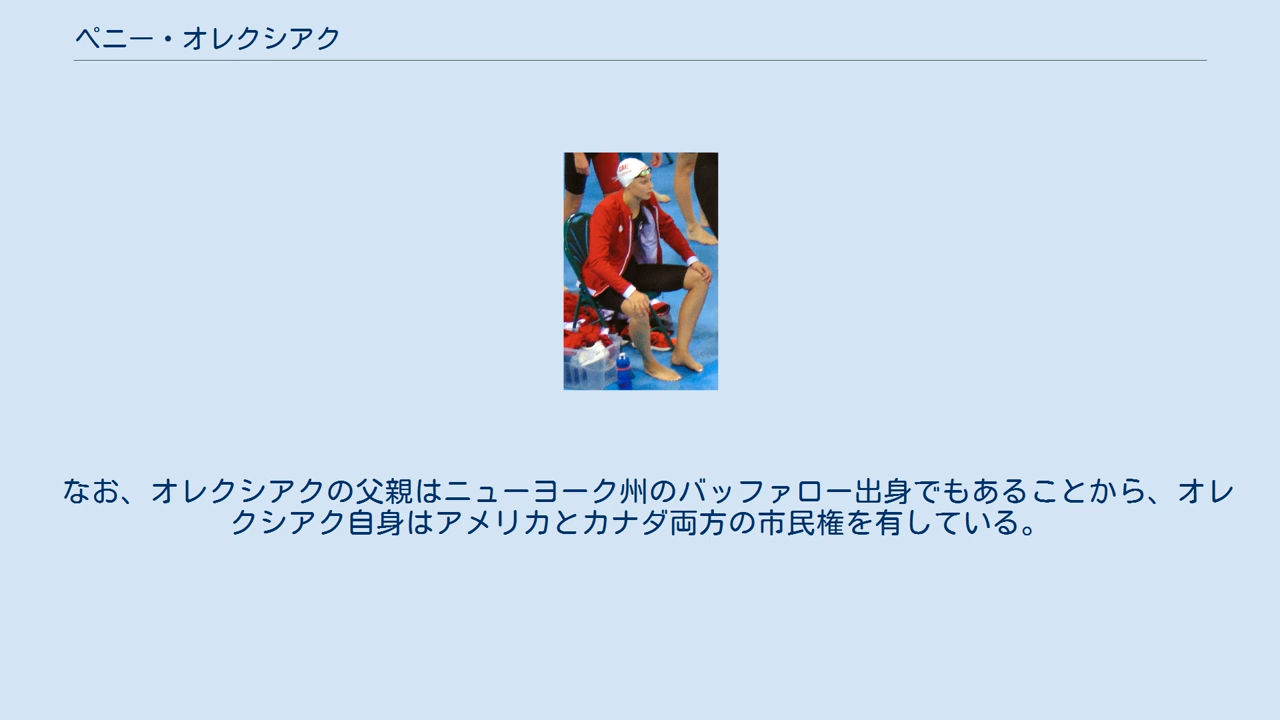 ペニー・オレクシアク
なお、オレクシアクの父親はニューヨーク州のバッファロー出身でもあることから、オレ
クシアク自身はアメリカとカナダ両方の市民権を有している。